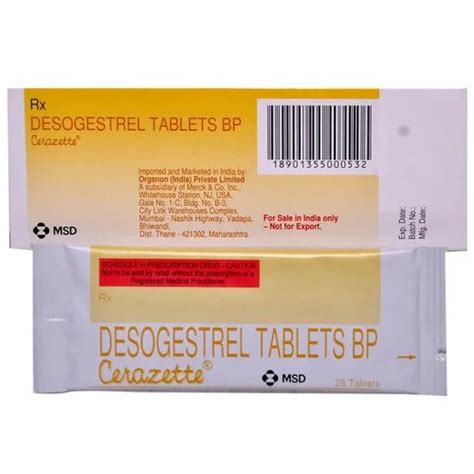 Rx
DESOGESTREL TABLETS BP
Cerazette®
18901355000532
Imported and Marketed in India by:
Organon (India) Private Limited
A subsidiary of Merck & Co. Inc.,
Whitehouse Station, NJ, USA.
Gala No. 1-C, Bldg. No. B-3,
City Link Warehouses Complex,
Mumbai - Nashik Highway, Vadapa,
Bhiwandi,
Dist. Thane - 421302, Maharashtra.
For Sale in India only
– Not for Export.
Exp. Date:
Batch No.:
Mfg. Date:
MSD
SCHEDULE H PRESCRIPTION DRUG - CAUTION
Not to be sold by retail without the prescription of a
Registered Medical Practitioner.
Rx
DESOGESTREL TABLETS BP
Cerazette®
MSD
28 Tablets